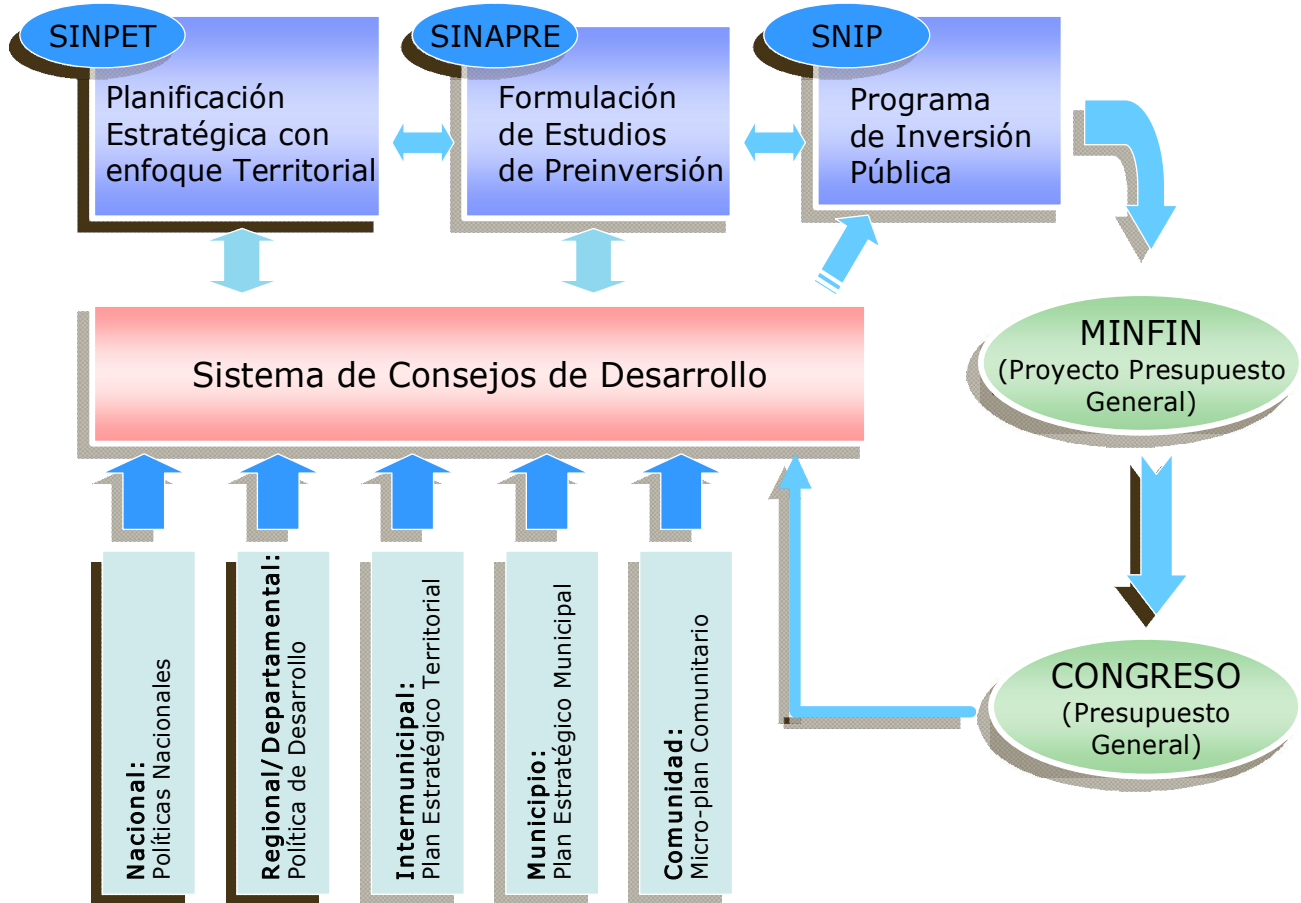 SINPET
Planificación
Estratégica con
enfoque Territorial
SINAPRE
Formulación
de Estudios
de Preinversión
SNIP
Programa
de Inversión
Pública
Sistema de Consejos de Desarrollo
MINFIN
(Proyecto Presupuesto
General)
CONGRESO
(Presupuesto
General)
Nacional:
Políticas Nacionales
Regional/Departamental:
Política de Desarrollo
Intermunicipal:
Plan Estratégico Territorial
Municipio:
Plan Estratégico Municipal
Comunidad:
Micro-plan Comunitario